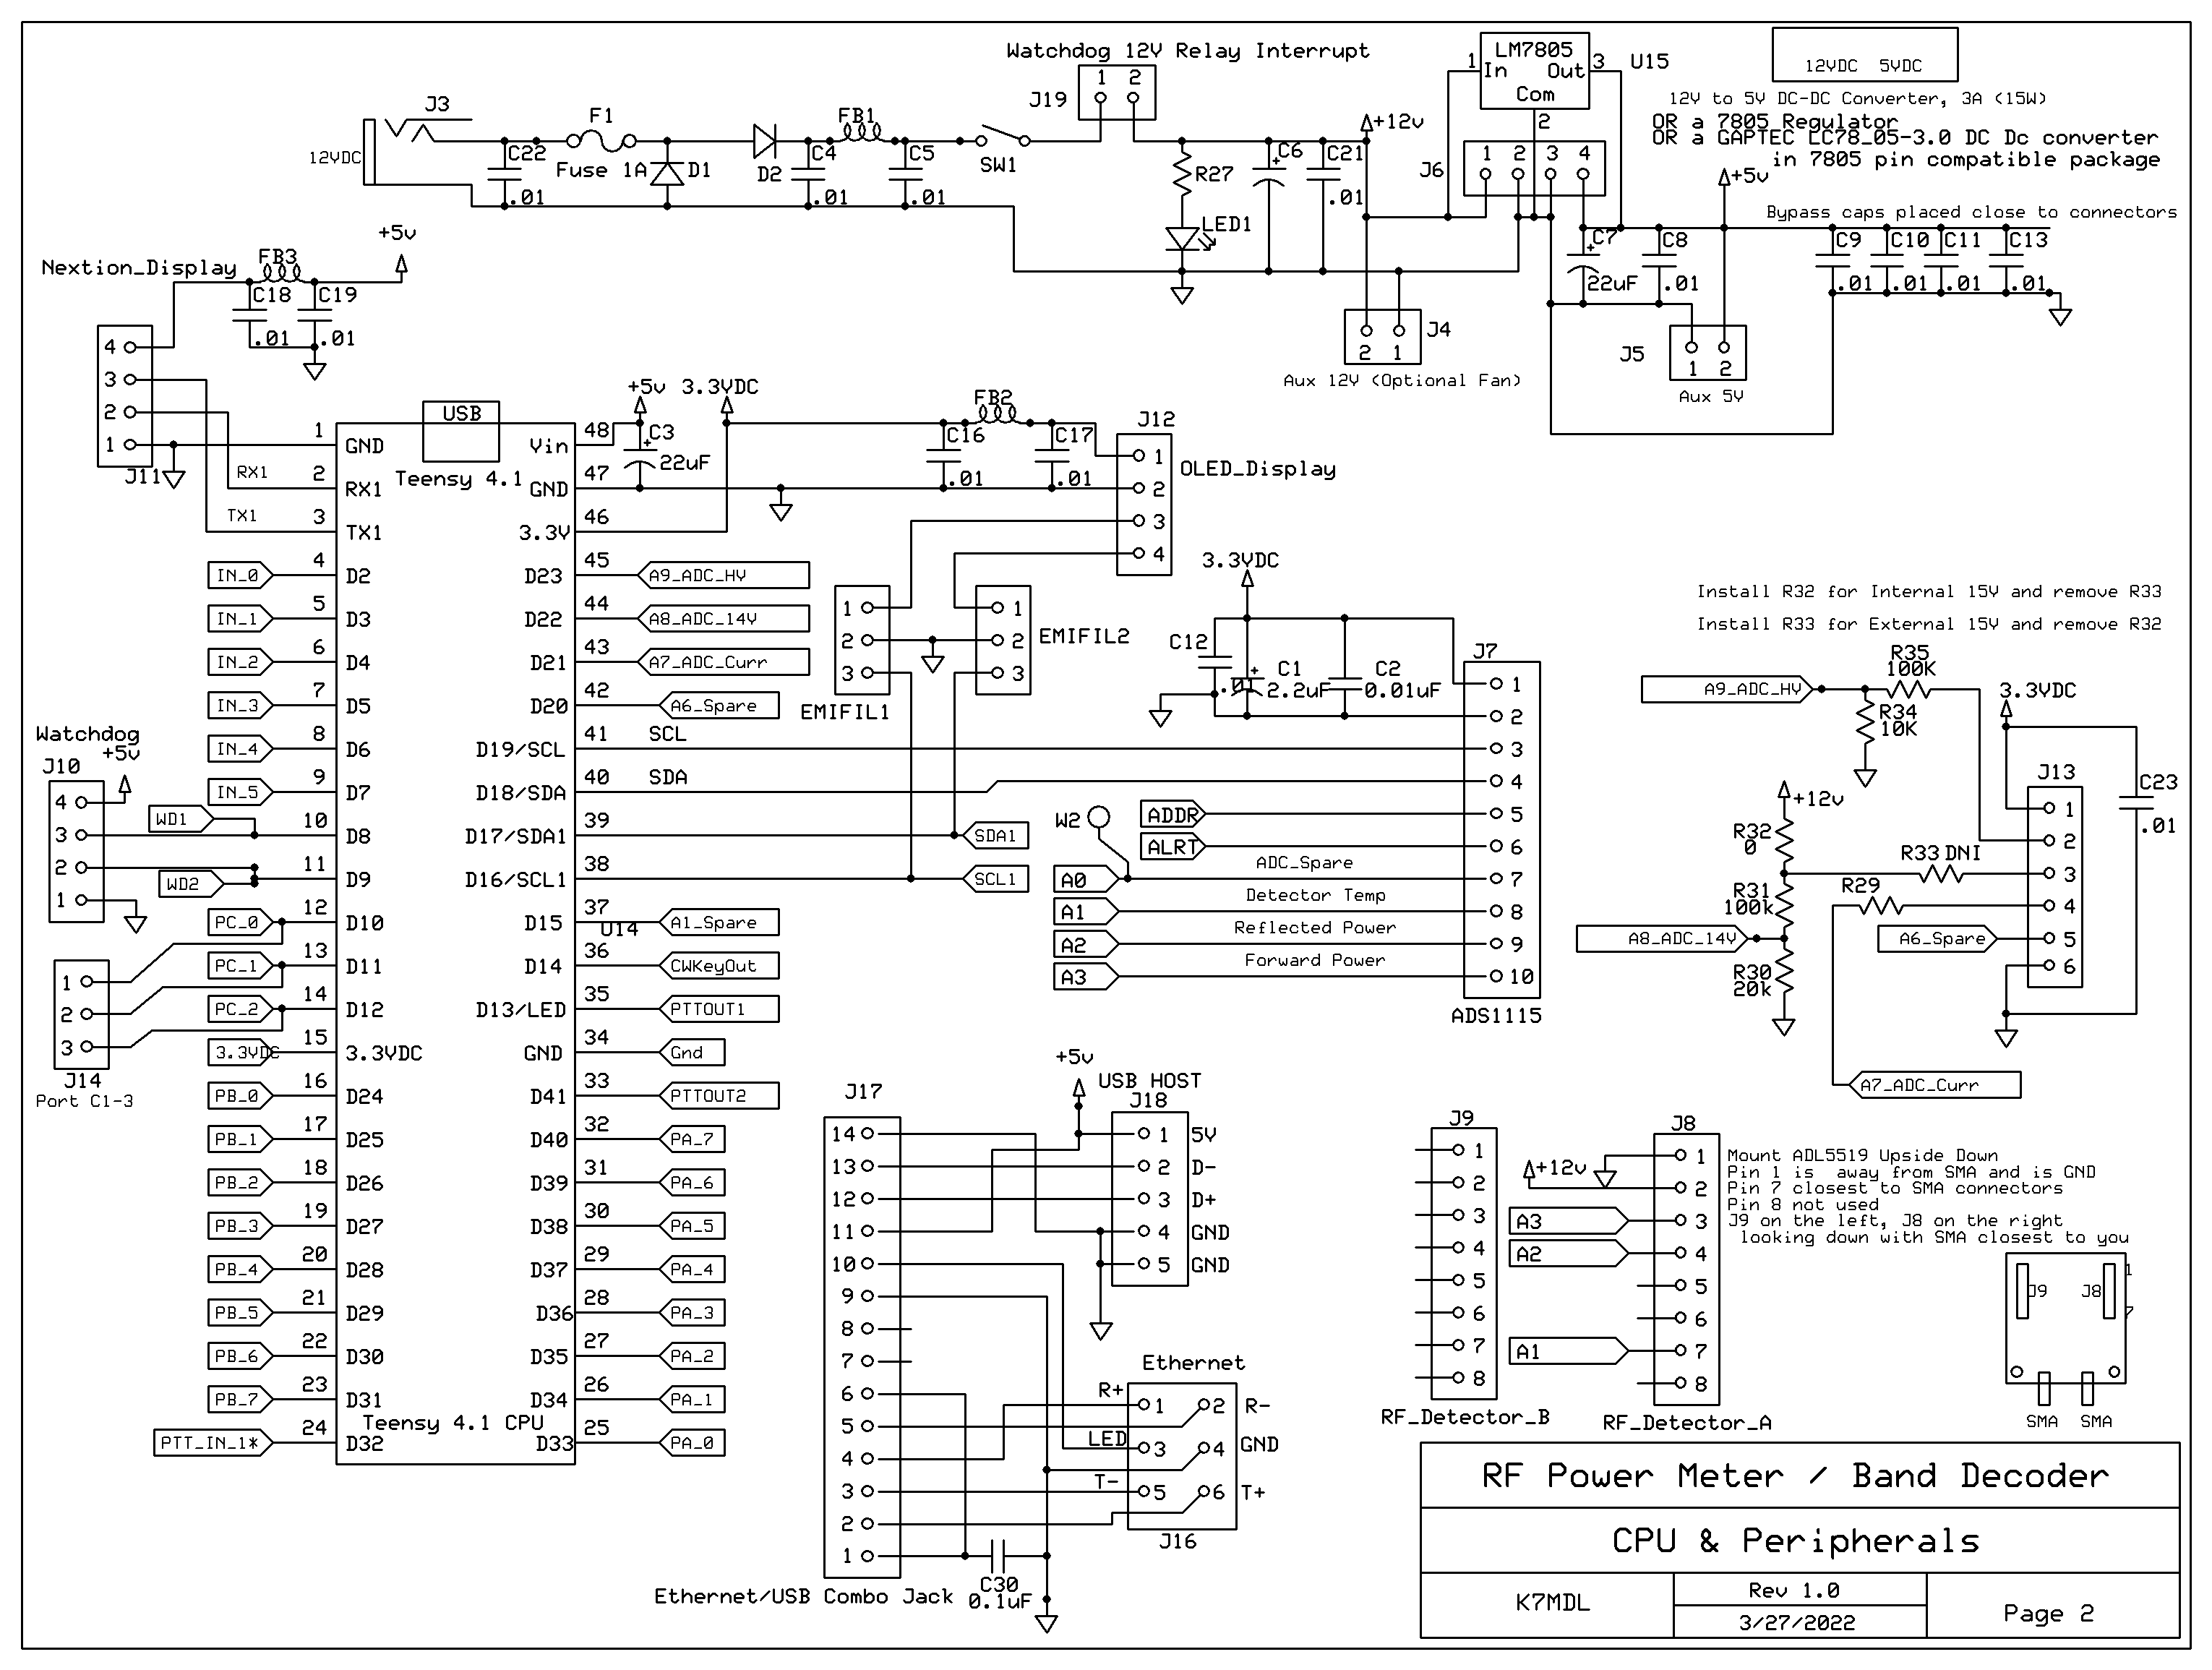 Watchdog 12V Relay Interrupt
J19
1 2
LM7805
1 In Out 3
Com
2
U15
12VDC 5VDC
12V to 5V DC-DC Converter, 3A (15W)
OR a 7805 Regulator
OR a GAPTEC LC78_05-3.0 DC Dc converter
in 7805 pin compatible package
J3
12VDC
C22
.01
F1
Fuse 1A
D1
D2
FB1
C4
.01
C5
.01
SW1
R27
LED1
C6
+
C21
.01
+12v
J6
1 2 3 4
+5v
Bypass caps placed close to connectors
C7
+
22uF
C8
.01
C9
.01
C10
.01
C11
.01
C13
.01
J4
2 1
Aux 12V (Optional Fan)
J5
1 2
Aux 5V
Nextion_Display
FB3
+5v
C18
.01
C19
.01
4
3
2
1
J11
RX1
TX1
USB
Teensy 4.1
+5v
3.3VDC
C3
+
22uF
FB2
C16
.01
C17
.01
J12
1
2
3
4
OLED_Display
1 GND
2 RX1
3 TX1
IN_0 4 D2
IN_1 5 D3
IN_2 6 D4
IN_3 7 D5
IN_4 8 D6
IN_5 9 D7
10 D8
11 D9
PC_0 12 D10
PC_1 13 D11
PC_2 14 D12
3.3VDC 15 3.3VDC
PB_0 16 D24
PB_1 17 D25
PB_2 18 D26
PB_3 19 D27
PB_4 20 D28
PB_5 21 D29
PB_6 22 D30
PB_7 23 D31
PTT_IN_1* 24 D32
Teensy 4.1 CPU
Vin 48
GND 47
3.3V 46
D23 45 A9_ADC_HV
D22 44 A8_ADC_14V
D21 43 A7_ADC_Curr
D20 42 A6_Spare
D19/SCL 41 SCL
D18/SDA 40 SDA
D17/SDA1 39 SDA1
D16/SCL1 38 SCL1
D15 37 A1_Spare
U14
D14 36 CWKeyOut
D13/LED 35 PTTOUT1
GND 34 Gnd
D41 33 PTTOUT2
D40 32 PA_7
D39 31 PA_6
D38 30 PA_5
D37 29 PA_4
D36 28 PA_3
D35 27 PA_2
D34 26 PA_1
D33 25 PA_0
Watchdog
+5v
J10
4
3
2
1
WD1
WD2
1
2
3
J14
Port C1-3
1
2
3
EMIFIL1
1
2
3
EMIFIL2
3.3VDC
C12
.01
C1
+
2.2uF
C2
0.01uF
J7
1
2
3
4
ADDR 5
ALRT 6
W2
A0 ADC_Spare 7
A1 Detector Temp 8
A2 Reflected Power 9
A3 Forward Power 10
ADS1115
Install R32 for Internal 15V and remove R33
Install R33 for External 15V and remove R32
A9_ADC_HV
R35
100K
R34
10K
3.3VDC
+12v
R32
0
R33 DNI
R31
100k
R29
A8_ADC_14V
A6_Spare
R30
20k
A7_ADC_Curr
J13
1
2
3
4
5
6
C23
.01
J17
14
13
12
11
10
9
8
7
6
5
4
3
2
1
Ethernet/USB Combo Jack
C30
0.1uF
+5v
USB HOST
J18
1 5V
2 D-
3 D+
4 GND
5 GND
Ethernet
R+ 1 2 R-
LED 3 4 GND
T- 5 6 T+
J16
J9
1
2
3
4
5
6
7
8
RF_Detector_B
J8
+12v
1
2
A3 3
A2 4
5
6
A1 7
8
RF_Detector_A
Mount ADL5519 Upside Down
Pin 1 is away from SMA and is GND
Pin 7 closest to SMA connectors
Pin 8 not used
J9 on the left, J8 on the right
looking down with SMA closest to you
J9 J8
1
7
SMA SMA
RF Power Meter / Band Decoder
CPU & Peripherals
K7MDL
Rev 1.0
3/27/2022
Page 2